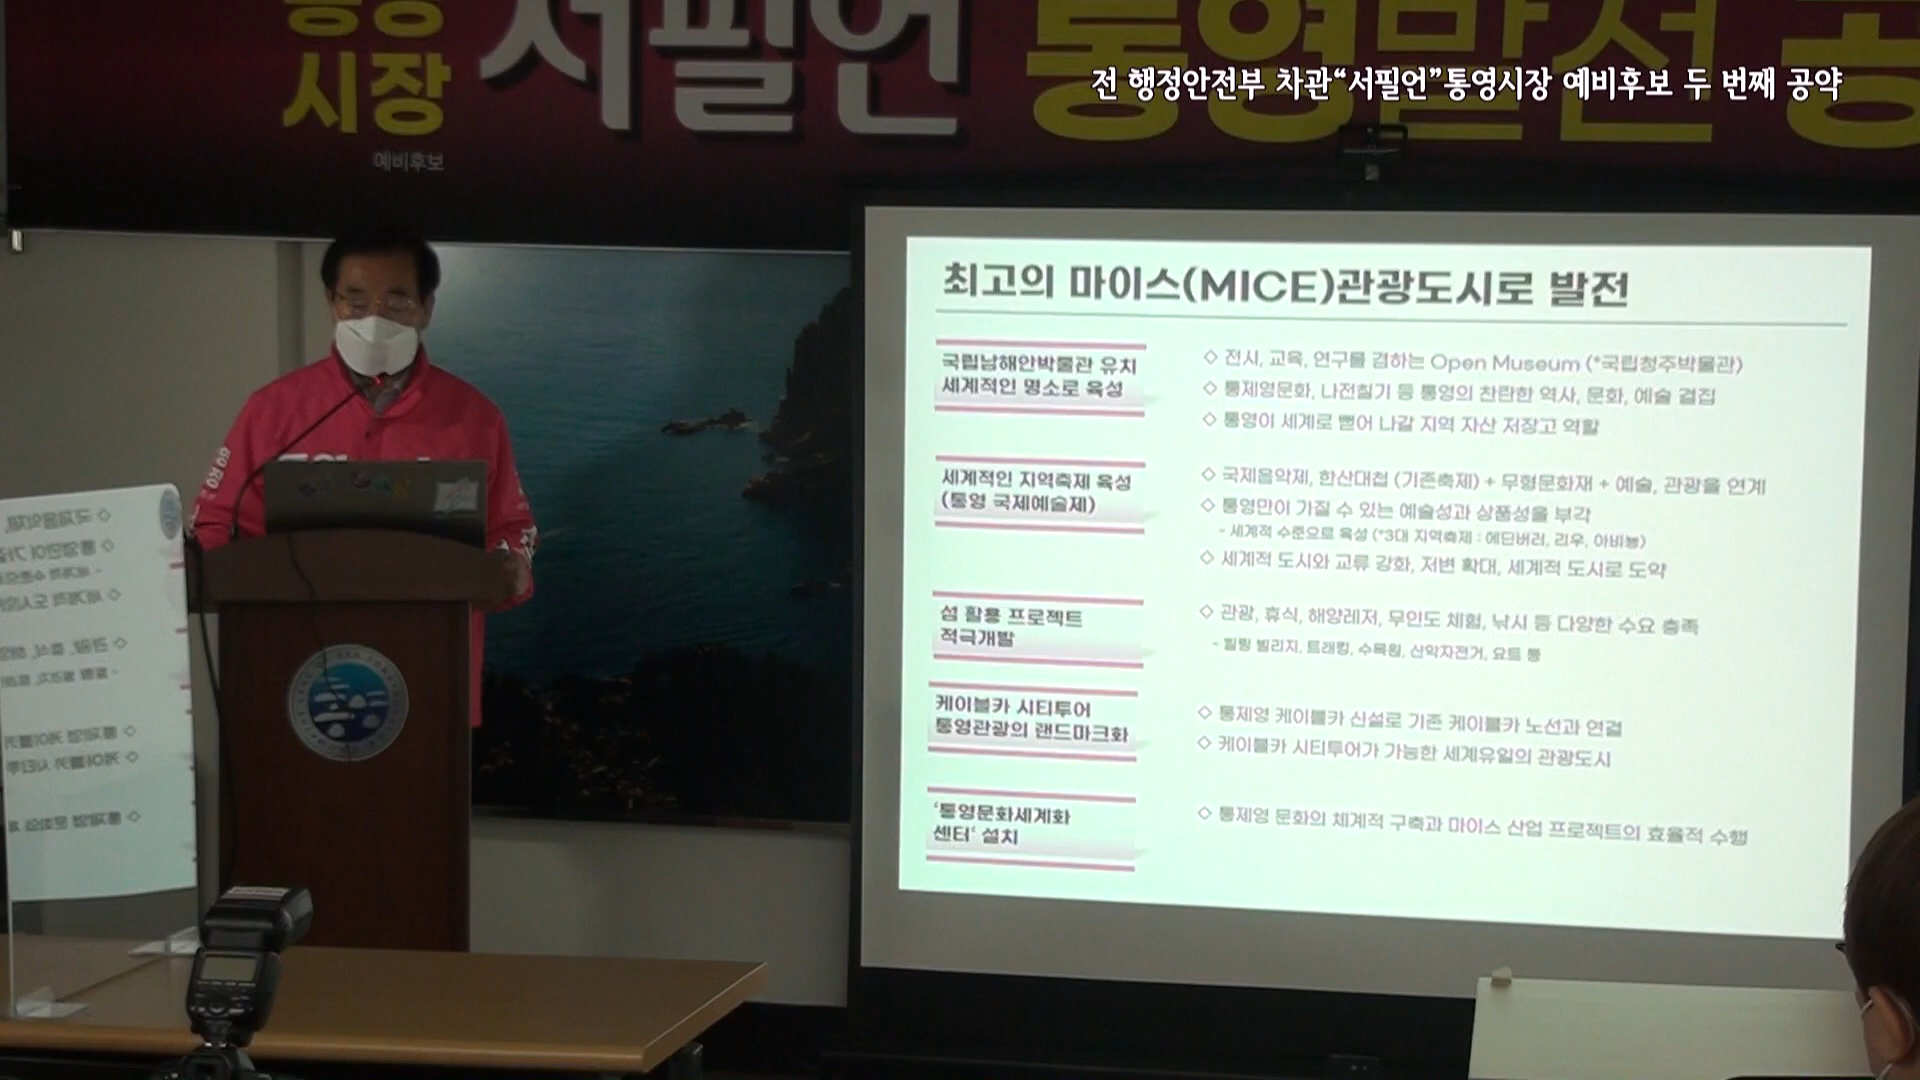 시장
서필언
통영발전 공
예비후보
전 행정안전부 차관“서필언”통영시장 예비후보 두 번째 공약
최고의 마이스(MICE)관광도시로 발전
국립남해안박물관 유치
세계적인 명소로 육성
◇ 전시, 교육, 연구를 겸하는 Open Museum (*국립청주박물관)
◇ 통제영문화, 나전칠기 등 통영의 찬란한 역사, 문화, 예술 결집
◇ 통영이 세계로 뻗어 나갈 지역 자산 저장고 역할
세계적인 지역축제 육성
(통영 국제예술제)
◇ 국제음악제, 한산대첩 (기존축제) + 무형문화재 + 예술, 관광을 연계
◇ 통영만이 가질 수 있는 예술성과 상품성을 부각
- 세계적 수준으로 육성 (*3대 지역축제 : 에딘버러, 리우, 아비뇽)
◇ 세계적 도시와 교류 강화, 저변 확대, 세계적 도시로 도약
섬 활용 프로젝트
적극개발
◇ 관광, 휴식, 해양레저, 무인도 체험, 낚시 등 다양한 수요 충족
- 힐링 빌리지, 트래킹, 수목원, 산악자전거, 요트 등
케이블카 시티투어
통영관광의 랜드마크화
◇ 통제영 케이블카 신설로 기존 케이블카 노선과 연결
◇ 케이블카 시티투어가 가능한 세계유일의 관광도시
‘통영문화세계화
센터‘ 설치
◇ 통제영 문화의 체계적 구축과 마이스 산업 프로젝트의 효율적 수행